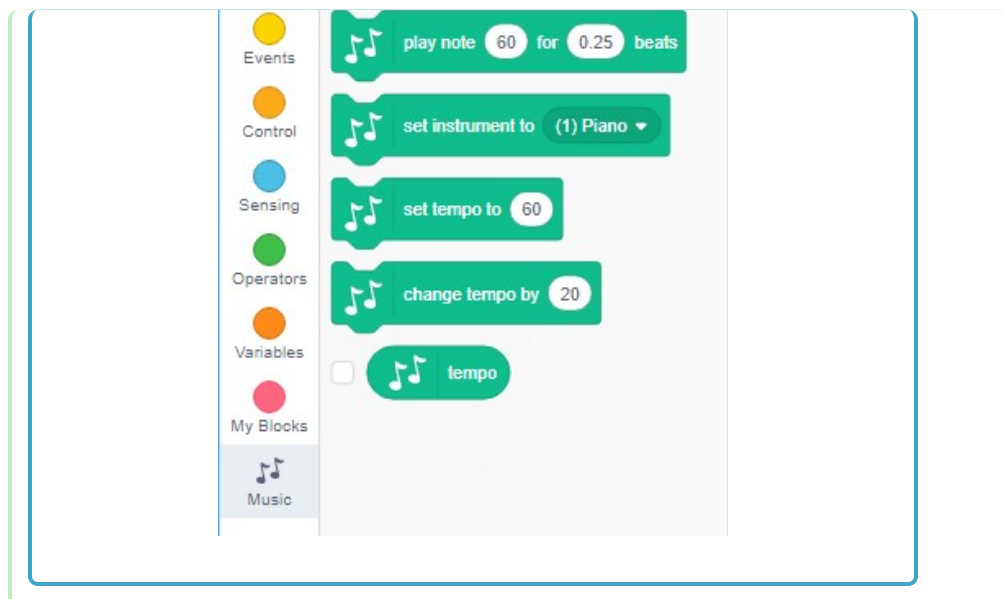 Events
Control
Sensing
Operators
Variables
My Blocks
Music
play note 60 for 0.25 beats
set instrument to (1) Piano
set tempo to 60
change tempo by 20
tempo